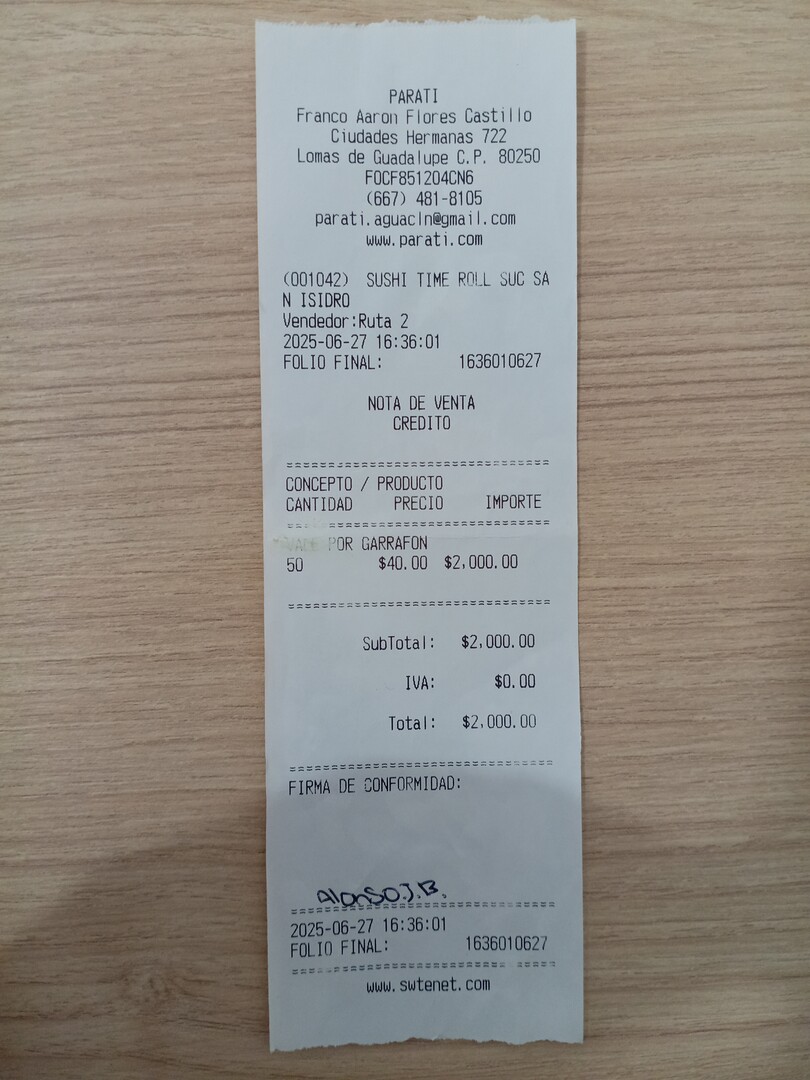 PARATI
Franco Aaron Flores Castillo
Ciudades Hermanas 722
Lomas de Guadalupe C.P. 80250
FOCF851204CN6
(667) 481-8105
parati.aguacln@gmail.com
www.parati.com
(001042) SUSHI TIME ROLL SUC SA
N ISIDRO
Vendedor:Ruta 2
2025-06-27 16:36:01
FOLIO FINAL: 1636010627
NOTA DE VENTA
CREDITO
===============================
CONCEPTO / PRODUCTO
CANTIDAD PRECIO IMPORTE
===============================
VALE POR GARRAFON
50 $40.00 $2,000.00
===============================
SubTotal: $2,000.00
IVA: $0.00
Total: $2,000.00
===============================
FIRMA DE CONFORMIDAD:
Alonso.J.B.
===============================
2025-06-27 16:36:01
FOLIO FINAL: 1636010627
===============================
www.swtenet.com